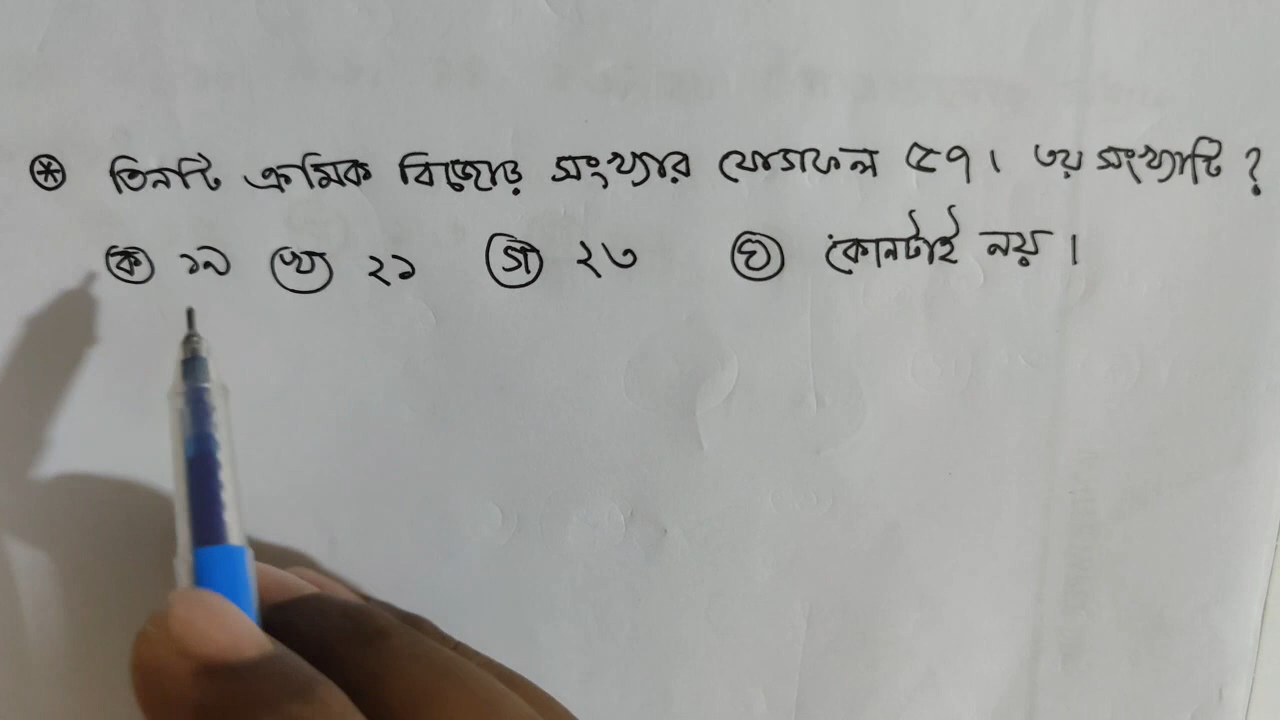 * তিনটি ক্রমিক বিজোড় সংখ্যার যোগফল ৫৭। ৩য় সংখ্যাটি ?
ক ১৯ খ ২১ গ ২৩ ঘ কোনটাই নয়।